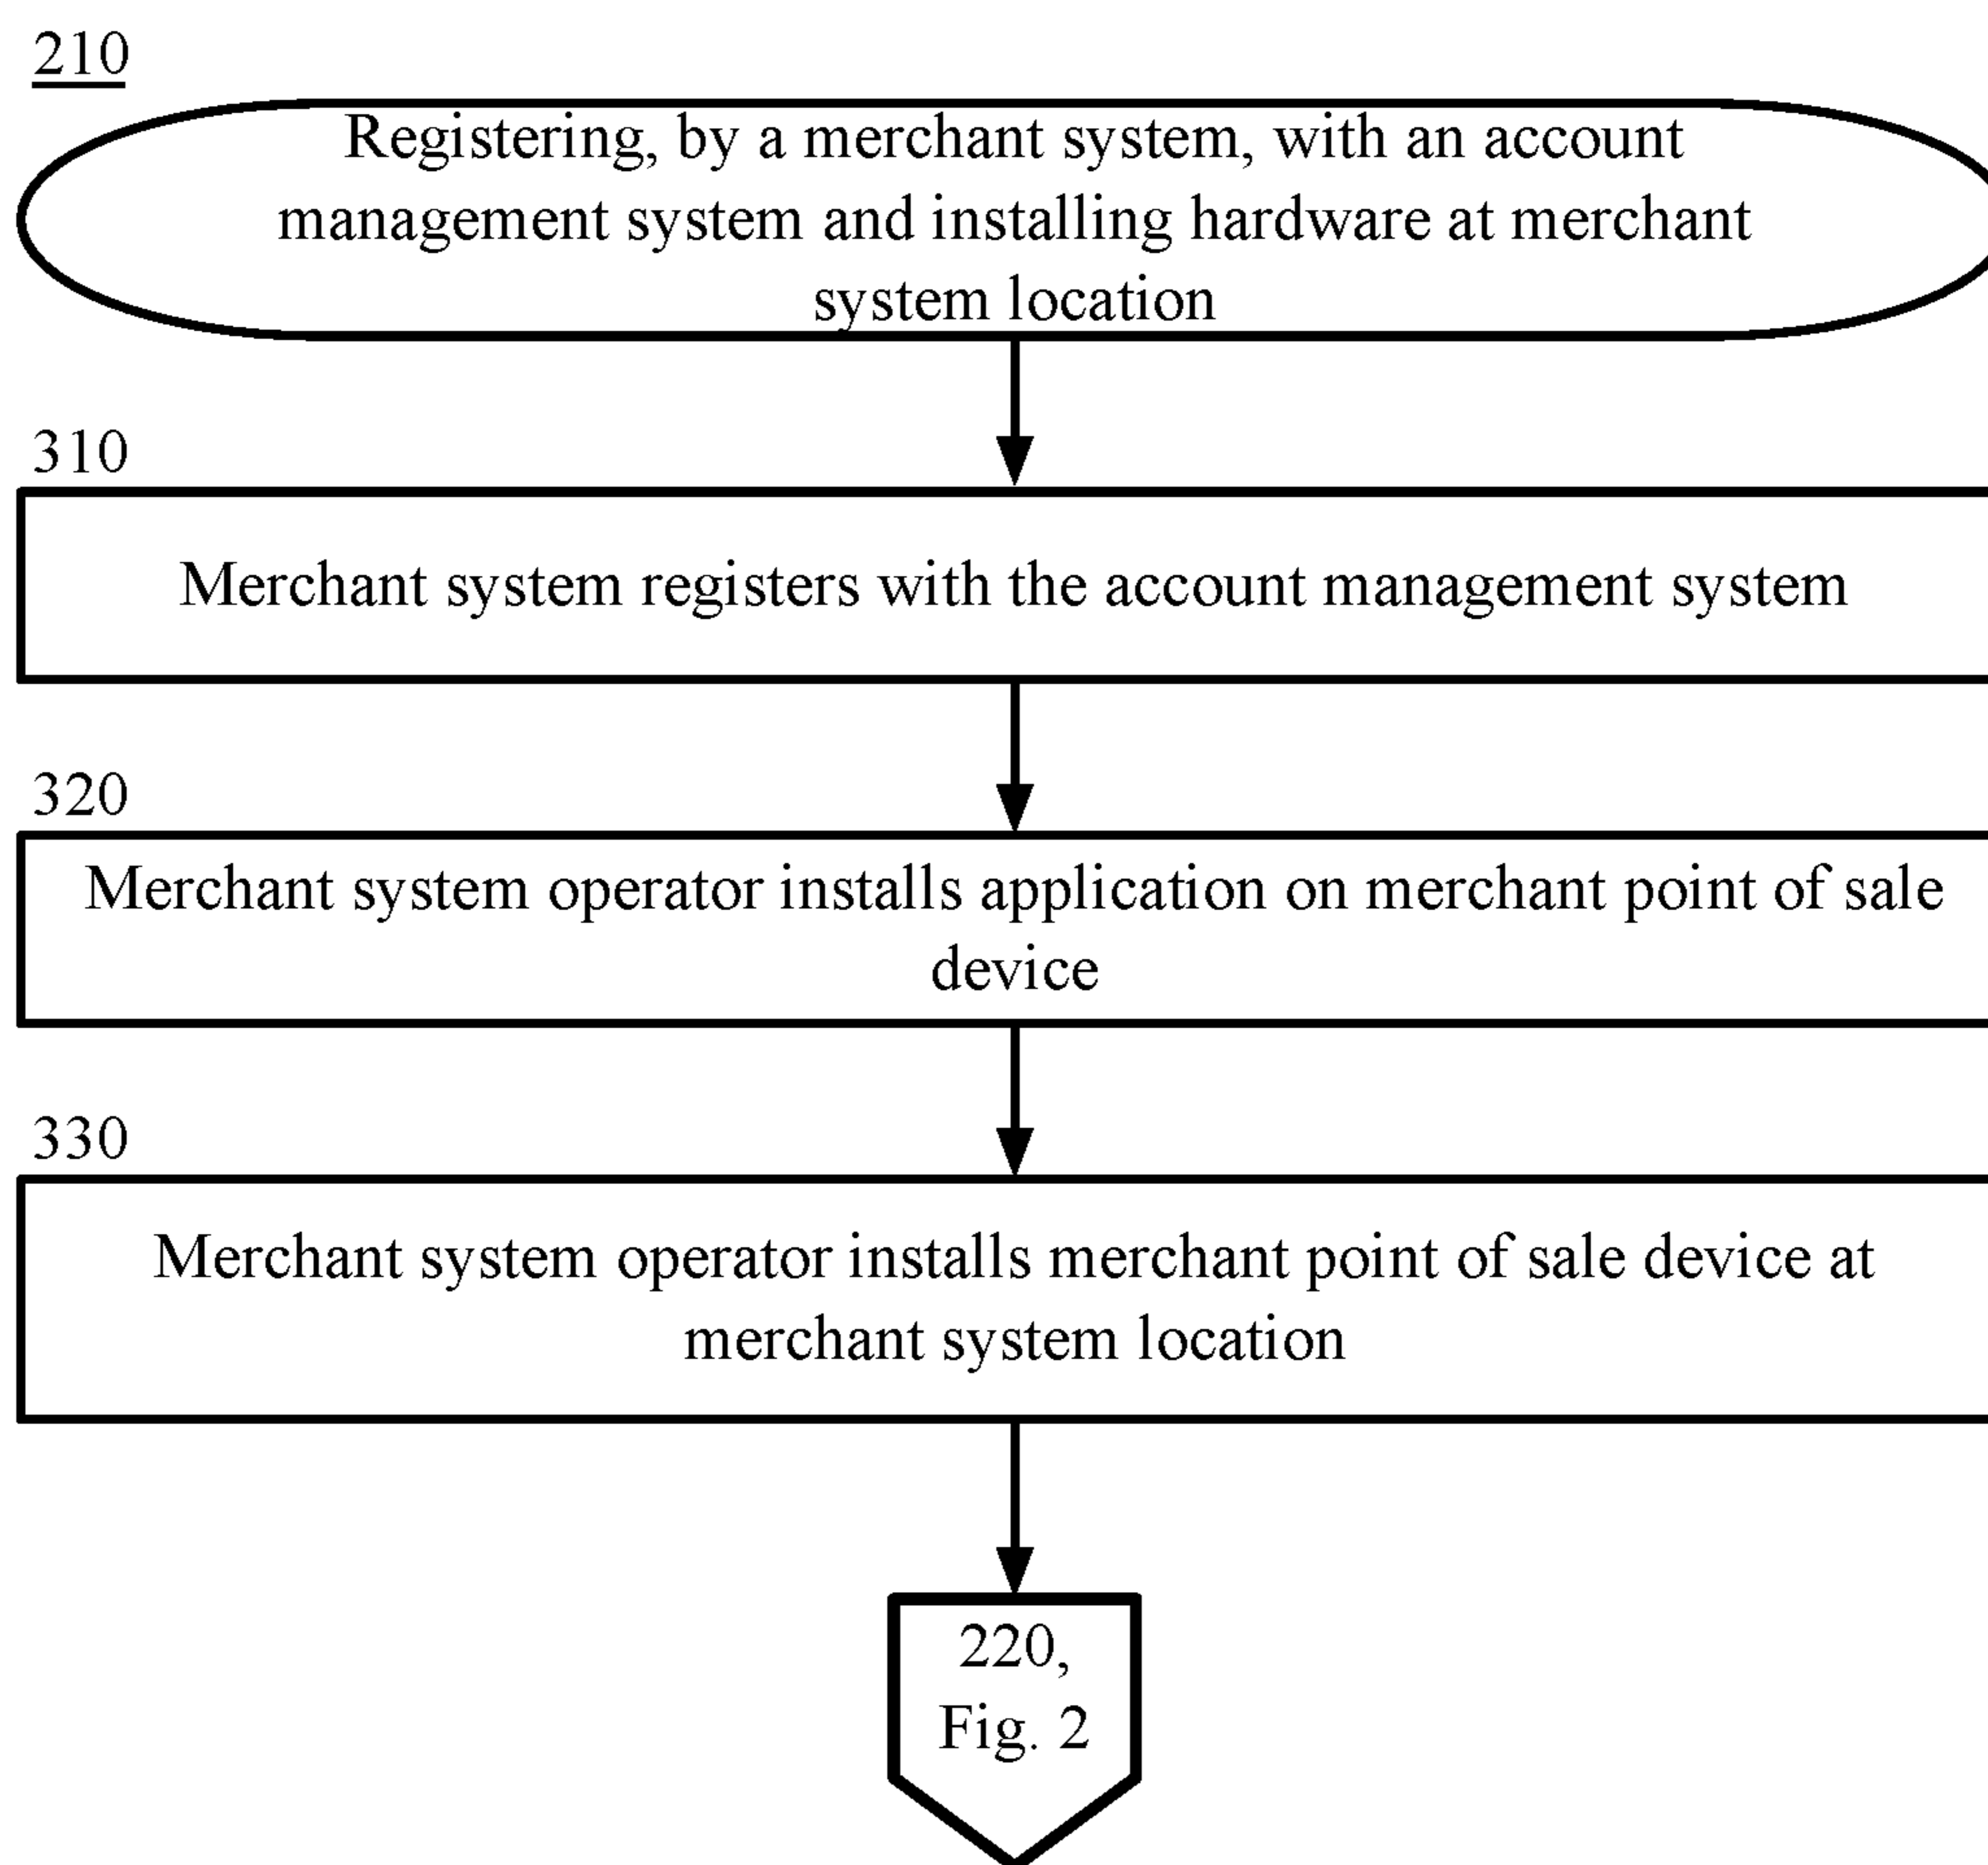 210
Registering, by a merchant system, with an account
management system and installing hardware at merchant
system location
310
Merchant system registers with the account management system
320
Merchant system operator installs application on merchant point of sale
device
330
Merchant system operator installs merchant point of sale device at
merchant system location
220,
Fig. 2